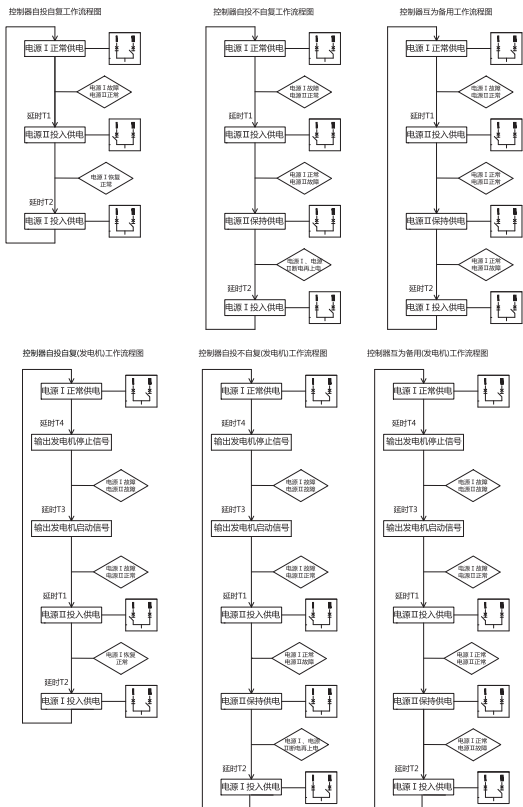 控制器自投自复工作流程图
电源Ⅰ正常供电
电源Ⅰ故障
电源Ⅱ正常
延时T1
电源Ⅱ投入供电
电源Ⅰ恢复
正常
延时T2
电源Ⅰ投入供电
控制器自投不自复工作流程图
电源Ⅰ正常供电
电源Ⅰ故障
电源Ⅱ正常
延时T1
电源Ⅱ投入供电
电源Ⅰ正常
电源Ⅱ故障
电源Ⅱ保持供电
电源Ⅰ、电源
Ⅱ断电再上电
延时T2
电源Ⅰ投入供电
控制器互为备用工作流程图
电源Ⅰ正常供电
电源Ⅰ故障
电源Ⅱ正常
延时T1
电源Ⅱ投入供电
电源Ⅰ正常
电源Ⅱ正常
电源Ⅱ保持供电
电源Ⅰ正常
电源Ⅱ故障
延时T2
电源Ⅰ投入供电
控制器自投自复(发电机)工作流程图
电源Ⅰ正常供电
延时T4
输出发电机停止信号
电源Ⅰ故障
电源Ⅱ故障
延时T3
输出发电机启动信号
电源Ⅰ故障
电源Ⅱ正常
延时T1
电源Ⅱ投入供电
电源Ⅰ恢复
正常
延时T2
电源Ⅰ投入供电
控制器自投不自复(发电机)工作流程图
电源Ⅰ正常供电
延时T4
输出发电机停止信号
电源Ⅰ故障
电源Ⅱ故障
延时T3
输出发电机启动信号
电源Ⅰ故障
电源Ⅱ正常
延时T1
电源Ⅱ投入供电
电源Ⅰ正常
电源Ⅱ故障
电源Ⅱ保持供电
电源Ⅰ、电源
Ⅱ断电再上电
延时T2
电源Ⅰ投入供电
控制器互为备用(发电机)工作流程图
电源Ⅰ正常供电
延时T4
输出发电机停止信号
电源Ⅰ故障
电源Ⅱ故障
延时T3
输出发电机启动信号
电源Ⅰ故障
电源Ⅱ正常
延时T1
电源Ⅱ投入供电
电源Ⅰ正常
电源Ⅱ正常
电源Ⅱ保持供电
电源Ⅰ正常
电源Ⅱ故障
延时T2
电源Ⅰ投入供电